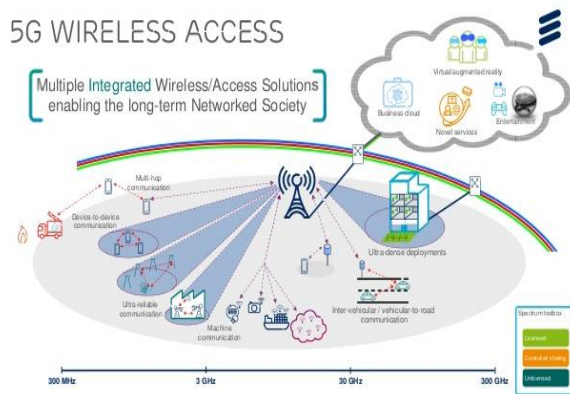 5G WIRELESS ACCESS
Multiple Integrated Wireless/Access Solutions
enabling the long-term Networked Society
Virtual/augmented reality
Business cloud
Novel services
Entertainment
Multi-hop
communication
Device-to-device
communication
Ultra-dense deployments
Ultra-reliable
communication
Machine
communication
Inter-vehicular / vehicular-to-road
communication
Spectrum toolbox
Licensed
Controlled sharing
Unlicensed
300 MHz
3 GHz
30 GHz
300 GHz